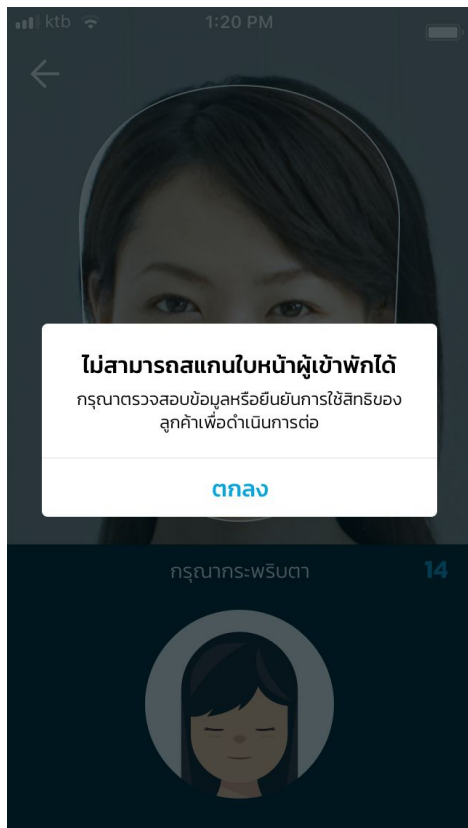 ktb
1:20 PM
ไม่สามารถสแกนใบหน้าผู้เข้าพักได้
กรุณาตรวจสอบข้อมูลหรือยืนยันการใช้สิทธิของ
ลูกค้าเพื่อดำเนินการต่อ
ตกลง
กรุณากระพริบตา
14